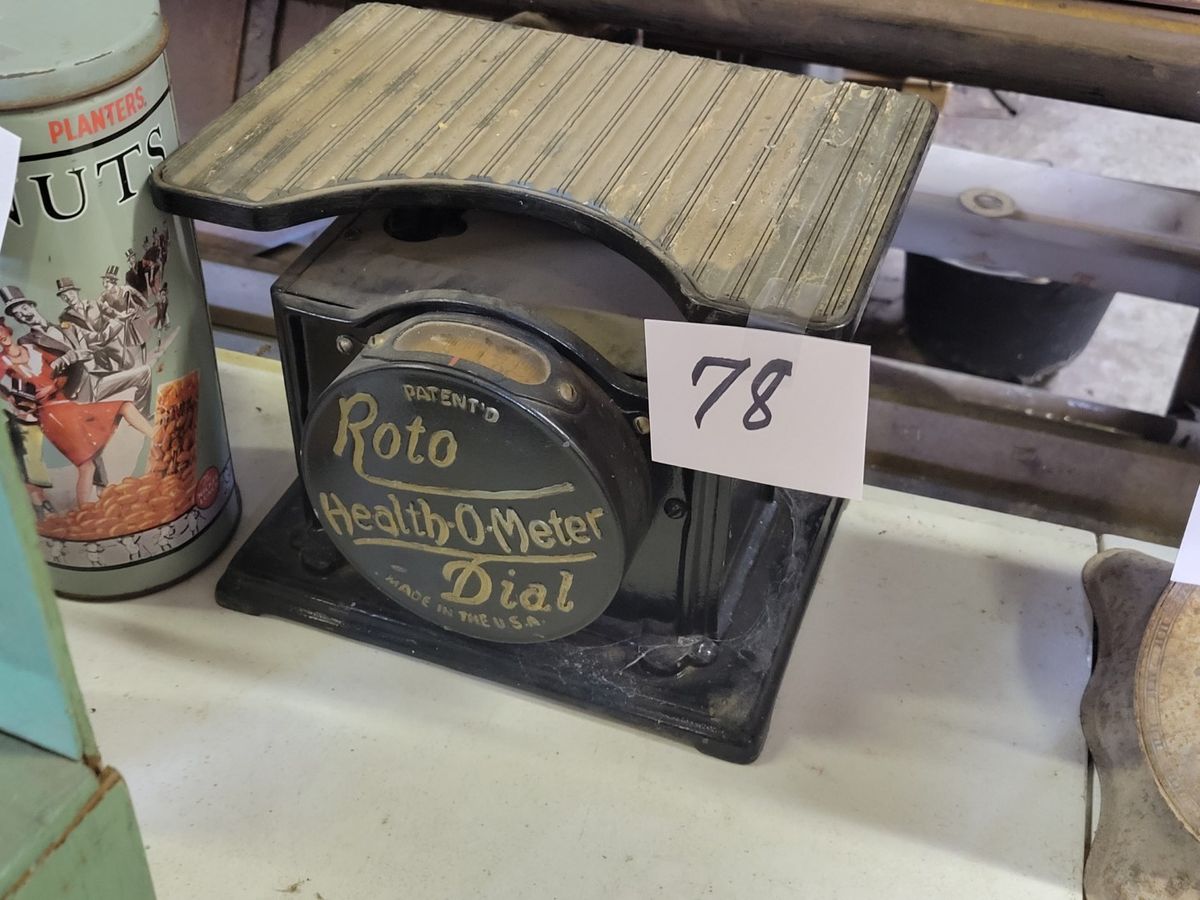 PLANTERS.
NUTS
PATENT'D
Roto
Health-O-Meter
Dial
MADE IN THE U.S.A.
78